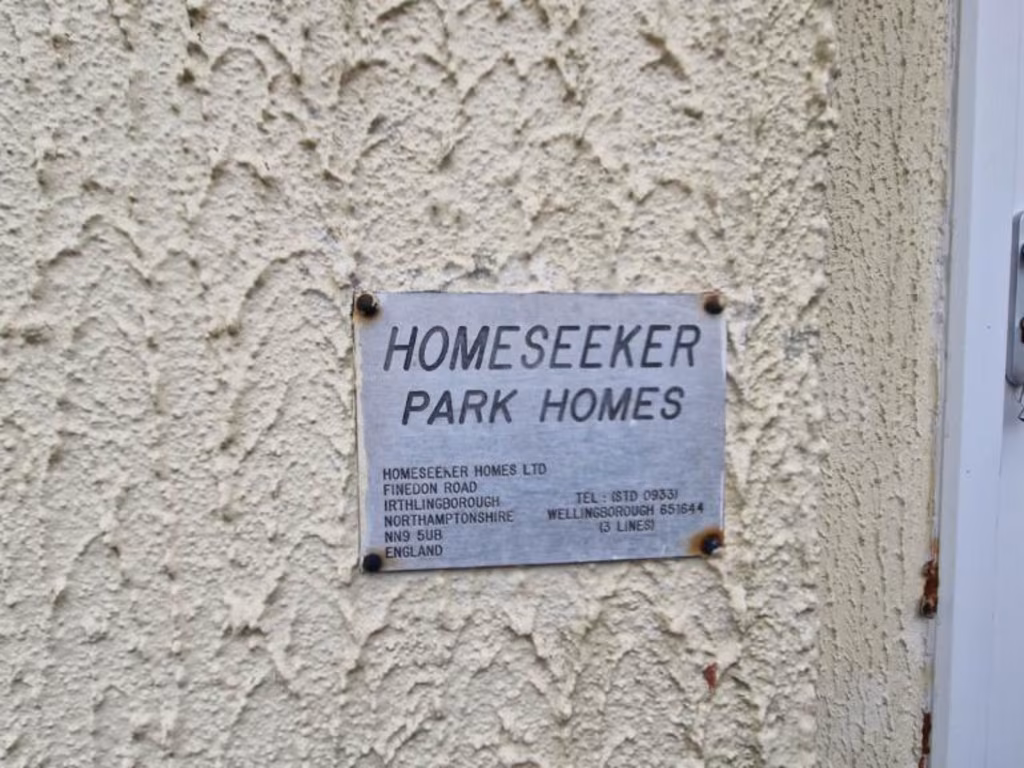 HOMESEEKER
PARK HOMES
HOMESEEKER HOMES LTD
FINEDON ROAD
IRTHLINGBOROUGH
NORTHAMPTONSHIRE
NN9 5UB
ENGLAND
TEL : (STD 0933)
WELLINGBOROUGH 651644
(3 LINES)